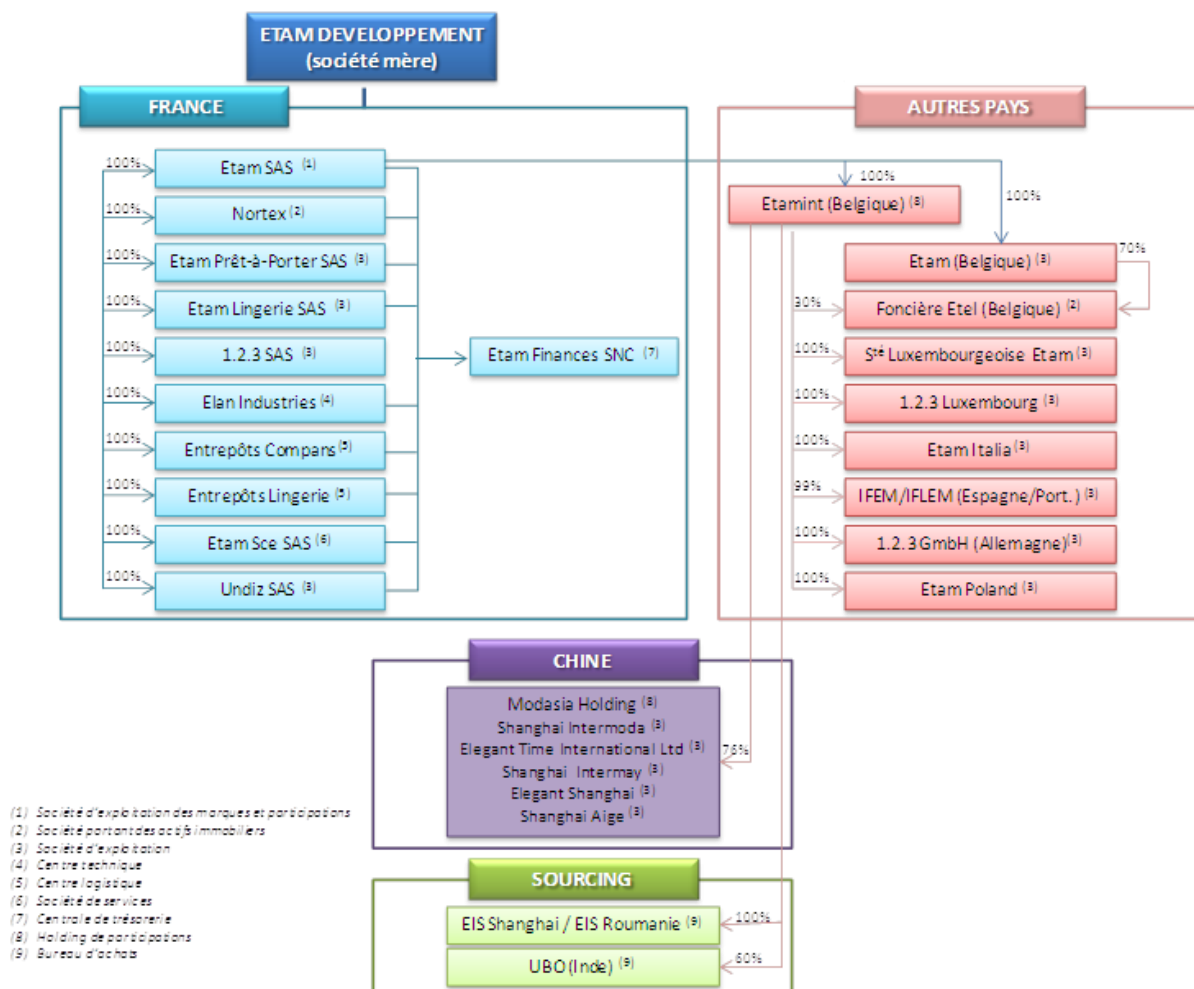 ETAM DEVELOPPEMENT
(société mère)
FRANCE
100% Etam SAS (1)
100% Nortex (2)
100% Etam Prêt-à-Porter SAS (3)
100% Etam Lingerie SAS (3)
100% 1.2.3 SAS (3)
100% Elan Industries (4)
100% Entrepôts Compans (5)
100% Entrepôts Lingerie (5)
100% Etam Sce SAS (6)
100% Undiz SAS (3)
Etam Finances SNC (7)
AUTRES PAYS
100%
Etamint (Belgique) (8)
100%
Etam (Belgique) (3)
70%
30% Foncière Etel (Belgique) (2)
100% Sté Luxembourgeoise Etam (3)
100% 1.2.3 Luxembourg (3)
100% Etam Italia (3)
99% IFEM/IFLEM (Espagne/Port.) (3)
100% 1.2.3 GmbH (Allemagne) (3)
100% Etam Poland (3)
CHINE
Modasia Holding (8)
Shanghai Intermoda (3)
Elegant Time International Ltd (3)
76%
Shanghai Intermay (3)
Elegant Shanghai (3)
Shanghai Aige (3)
SOURCING
EIS Shanghai / EIS Roumanie (9)
100%
UBO (Inde) (9)
60%
(1) Société d'exploitation des marques et participations
(2) Société portant des actifs immobiliers
(3) Société d'exploitation
(4) Centre technique
(5) Centre logistique
(6) Société de services
(7) Centrale de trésorerie
(8) Holding de participations
(9) Bureau d'achats